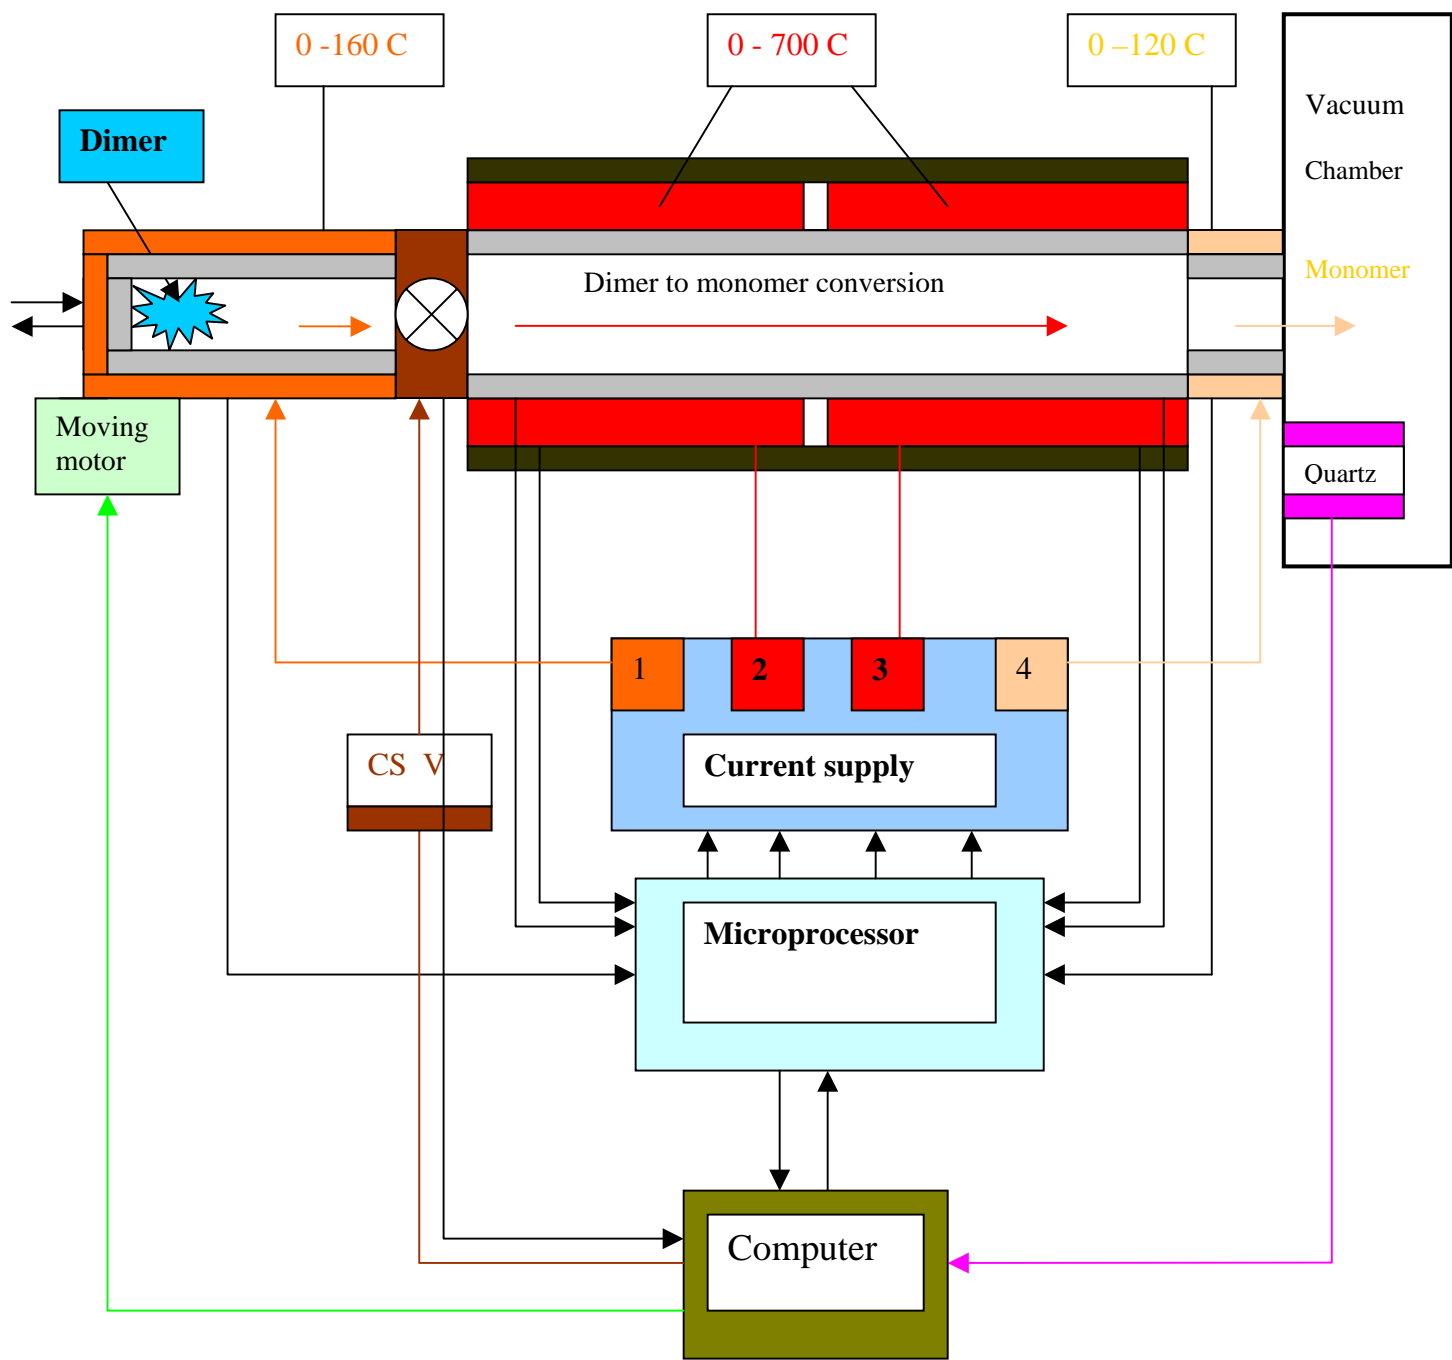 0 -160 C
0 - 700 C
0 –120 C
Vacuum
Chamber
Dimer
Monomer
Dimer to monomer conversion
Moving
motor
Quartz
1
2
3
4
CS V
Current supply
Microprocessor
Computer